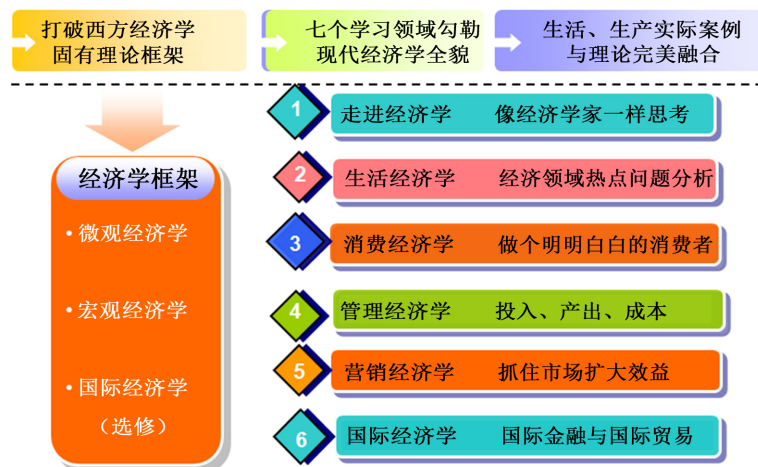 打破西方经济学
固有理论框架
七个学习领域勾勒
现代经济学全貌
生活、生产实际案例
与理论完美融合
经济学框架
•微观经济学
•宏观经济学
•国际经济学
（选修）
1 走进经济学 像经济学家一样思考
2 生活经济学 经济领域热点问题分析
3 消费经济学 做个明明白白的消费者
4 管理经济学 投入、产出、成本
5 营销经济学 抓住市场扩大效益
6 国际经济学 国际金融与国际贸易